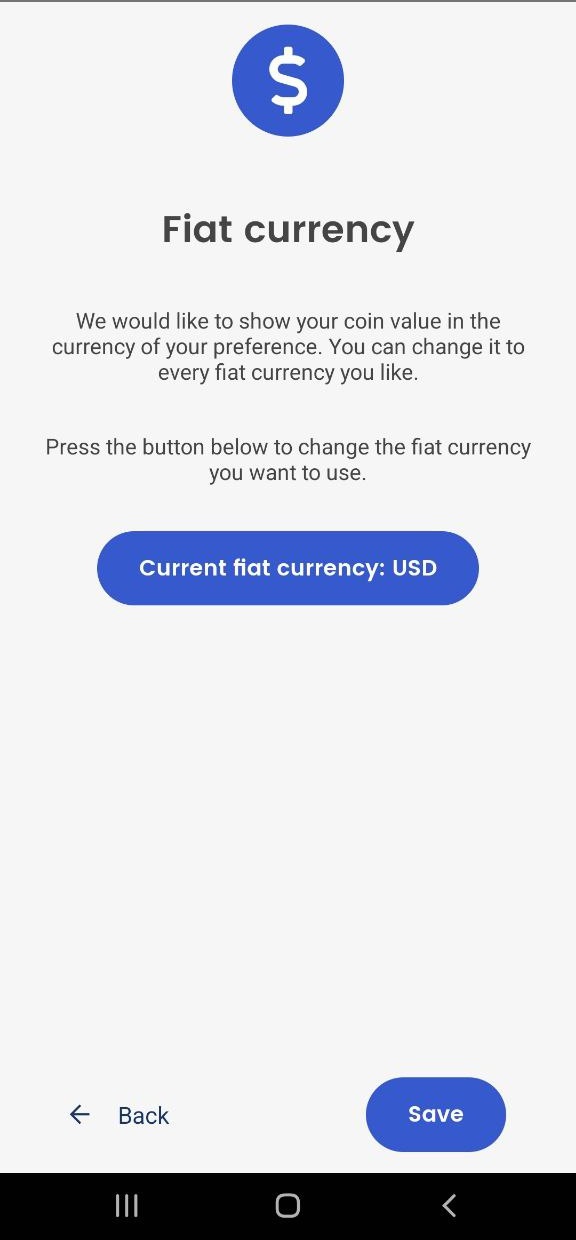 $
Fiat currency
We would like to show your coin value in the
currency of your preference. You can change it to
every fiat currency you like.
Press the button below to change the fiat currency
you want to use.
Current fiat currency: USD
Back
Save